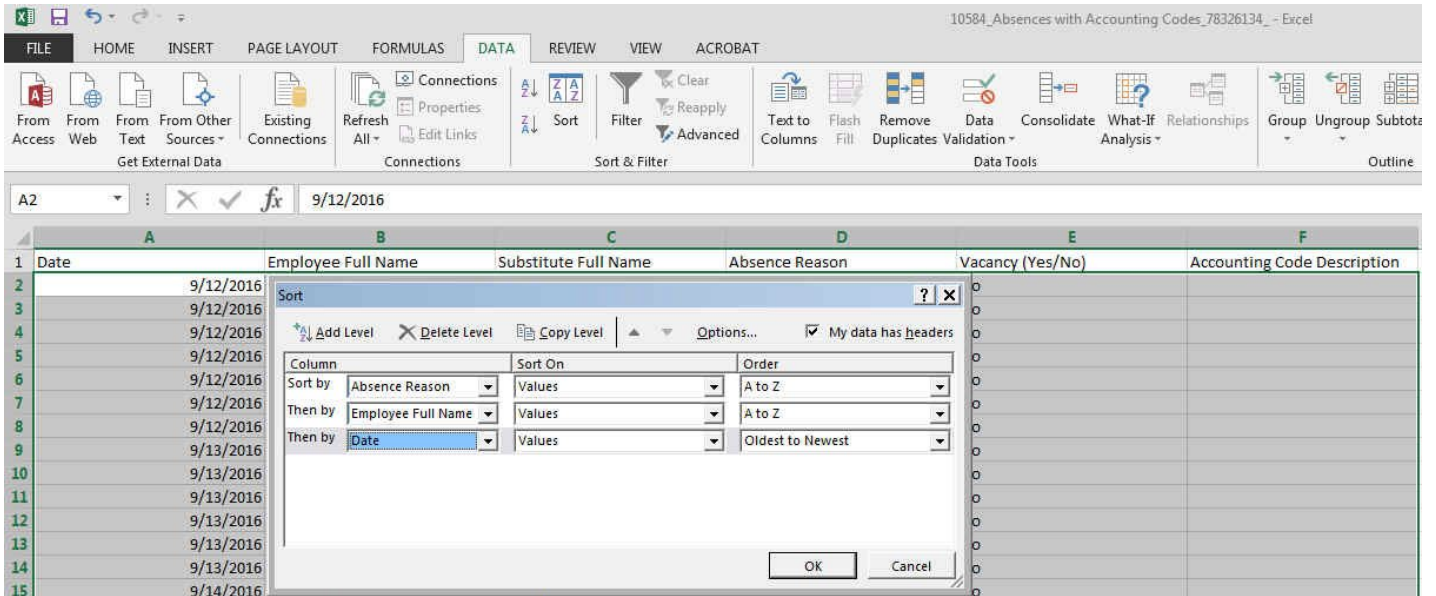 10584_Absences with Accounting Codes_78326134_ - Excel
FILE HOME INSERT PAGE LAYOUT FORMULAS DATA REVIEW VIEW ACROBAT
From Access
From Web
From Text
From Other Sources
Existing Connections
Get External Data
Refresh All
Connections
Properties
Edit Links
Connections
Sort
Filter
Clear
Reapply
Advanced
Sort & Filter
Text to Columns
Flash Fill
Remove Duplicates
Data Validation
Consolidate
What-If Analysis
Relationships
Data Tools
Group
Ungroup
Subtota
Outline
A2 fx 9/12/2016
A B C D E F
1 Date Employee Full Name Substitute Full Name Absence Reason Vacancy (Yes/No) Accounting Code Description
2 9/12/2016 o
3 9/12/2016 o
4 9/12/2016 o
5 9/12/2016 o
6 9/12/2016 o
7 9/12/2016 o
8 9/12/2016 o
9 9/13/2016 o
10 9/13/2016 o
11 9/13/2016 o
12 9/13/2016 o
13 9/13/2016 o
14 9/13/2016 o
15 9/14/2016 o
Sort ?
Add Level Delete Level Copy Level Options... My data has headers
Column Sort On Order
Sort by Absence Reason Values A to Z
Then by Employee Full Name Values A to Z
Then by Date Values Oldest to Newest
OK Cancel